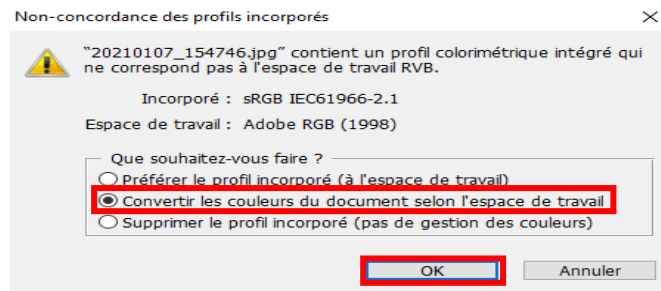 Non-concordance des profils incorporés
"20210107_154746.jpg" contient un profil colorimétrique intégré qui
ne correspond pas à l'espace de travail RVB.
Incorporé : sRGB IEC61966-2.1
Espace de travail : Adobe RGB (1998)
Que souhaitez-vous faire ?
Préférer le profil incorporé (à l'espace de travail)
Convertir les couleurs du document selon l'espace de travail
Supprimer le profil incorporé (pas de gestion des couleurs)
OK Annuler